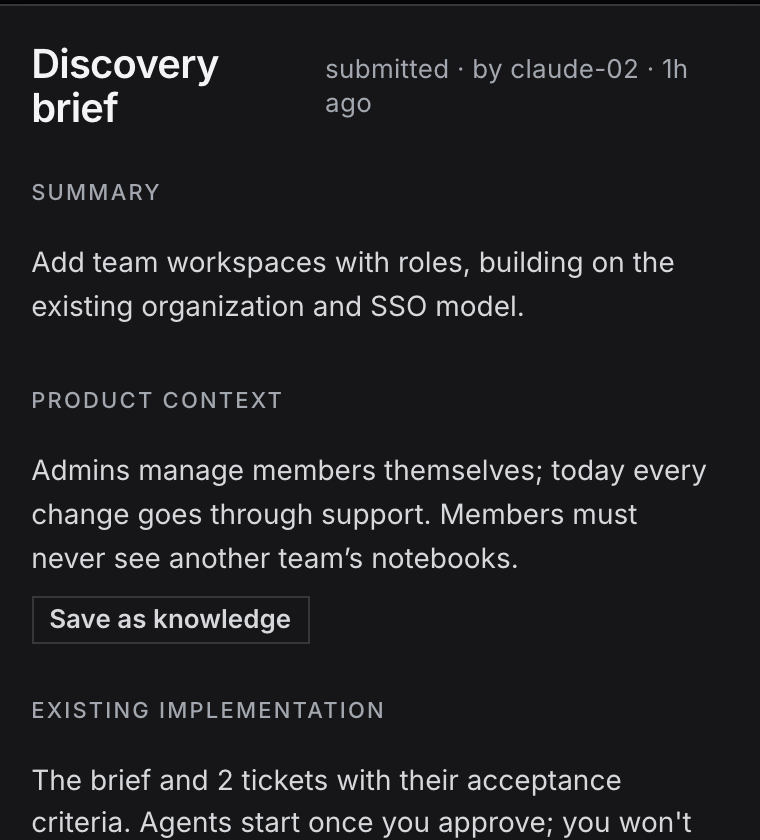 Discovery brief
submitted · by claude-02 · 1h ago
SUMMARY
Add team workspaces with roles, building on the
existing organization and SSO model.
PRODUCT CONTEXT
Admins manage members themselves; today every
change goes through support. Members must
never see another team’s notebooks.
Save as knowledge
EXISTING IMPLEMENTATION
The brief and 2 tickets with their acceptance
criteria. Agents start once you approve; you won't